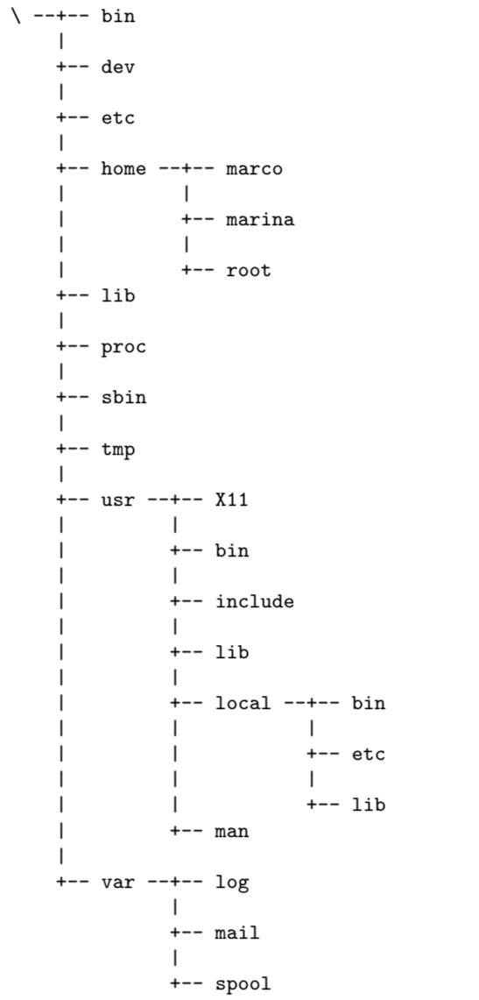 \ --+-- bin
    |
    +-- dev
    |
    +-- etc
    |
    +-- home --+-- marco
    |          |
    |          +-- marina
    |          |
    |          +-- root
    +-- lib
    |
    +-- proc
    |
    +-- sbin
    |
    +-- tmp
    |
    +-- usr --+-- X11
    |         |
    |         +-- bin
    |         |
    |         +-- include
    |         |
    |         +-- lib
    |         |
    |         +-- local --+-- bin
    |         |           |
    |         |           +-- etc
    |         |           |
    |         |           +-- lib
    |         +-- man
    |
    +-- var --+-- log
              |
              +-- mail
              |
              +-- spool